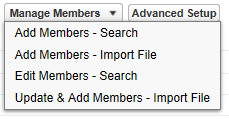 Manage Members Advanced Setup
Add Members - Search
Add Members - Import File
Edit Members - Search
Update & Add Members - Import File